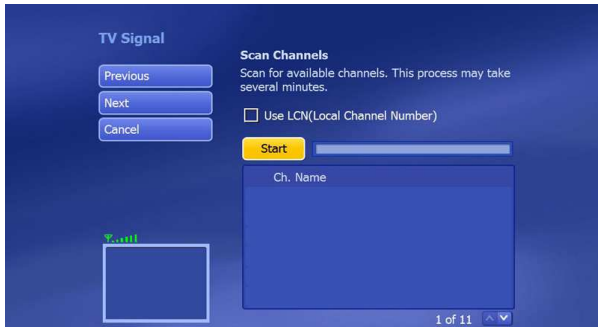 TV Signal
Previous
Next
Cancel
Scan Channels
Scan for available channels. This process may take
several minutes.
Use LCN(Local Channel Number)
Start
Ch. Name
1 of 11